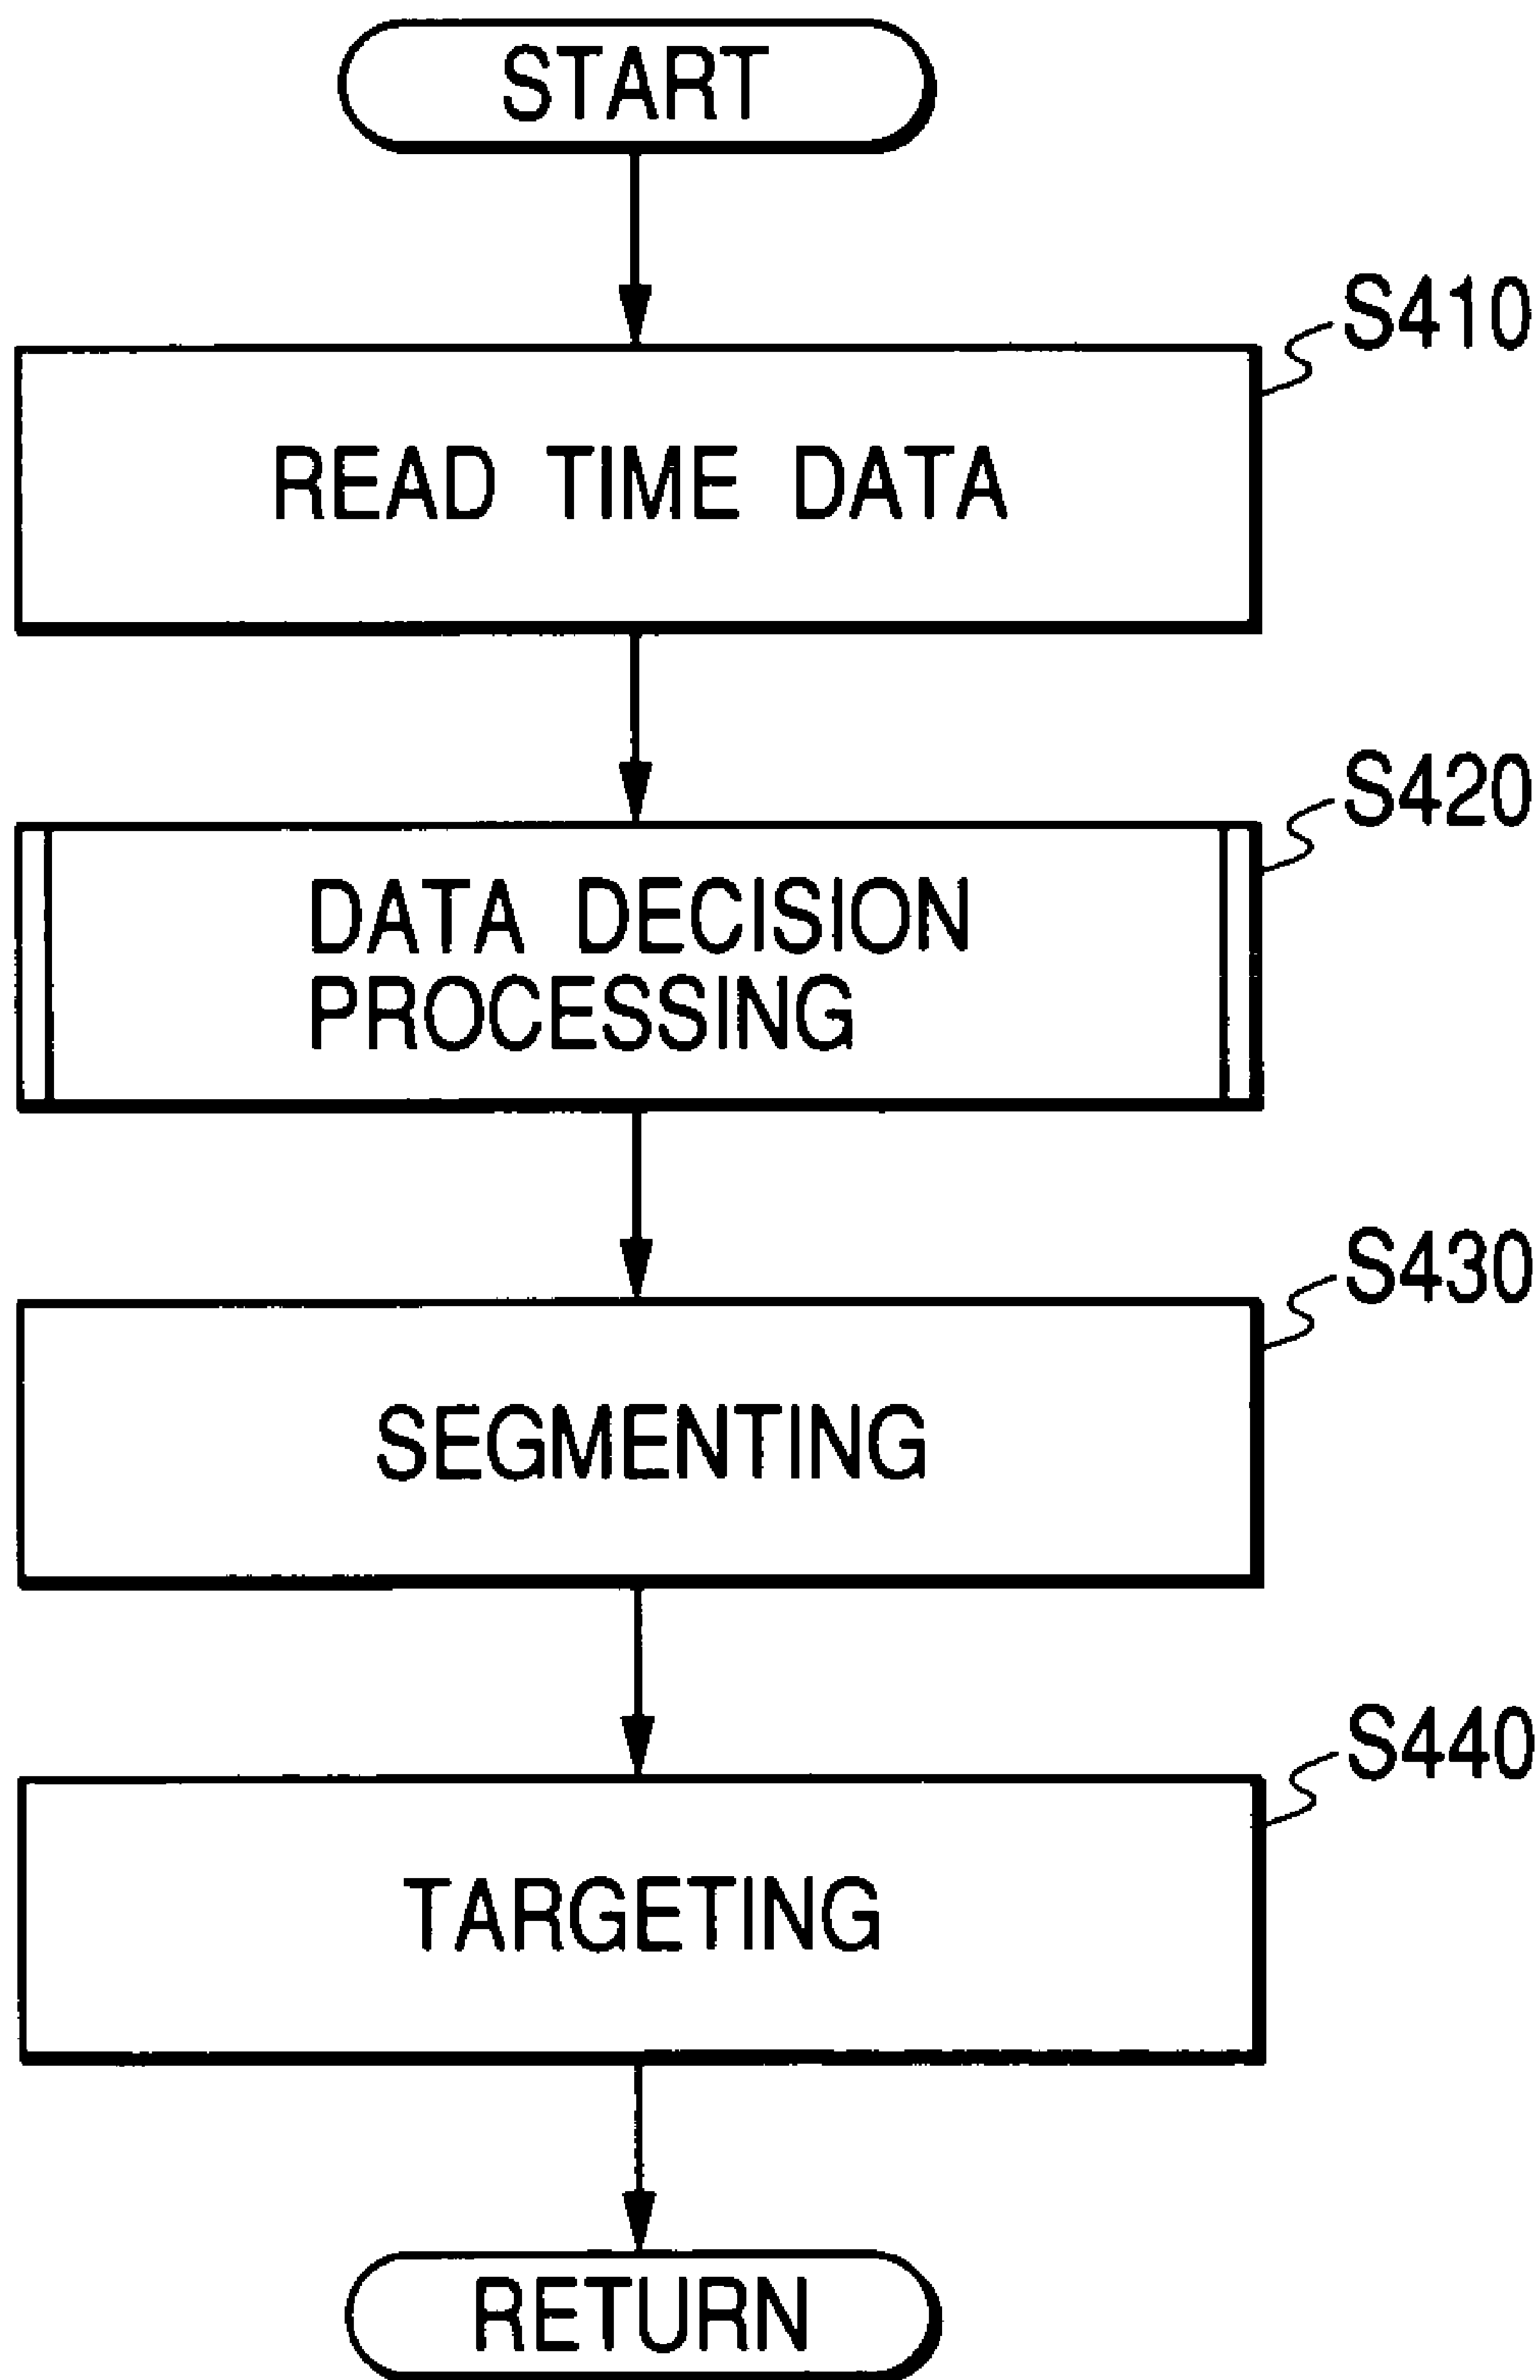 START
S410
READ TIME DATA
S420
DATA DECISION
PROCESSING
S430
SEGMENTING
S440
TARGETING
RETURN